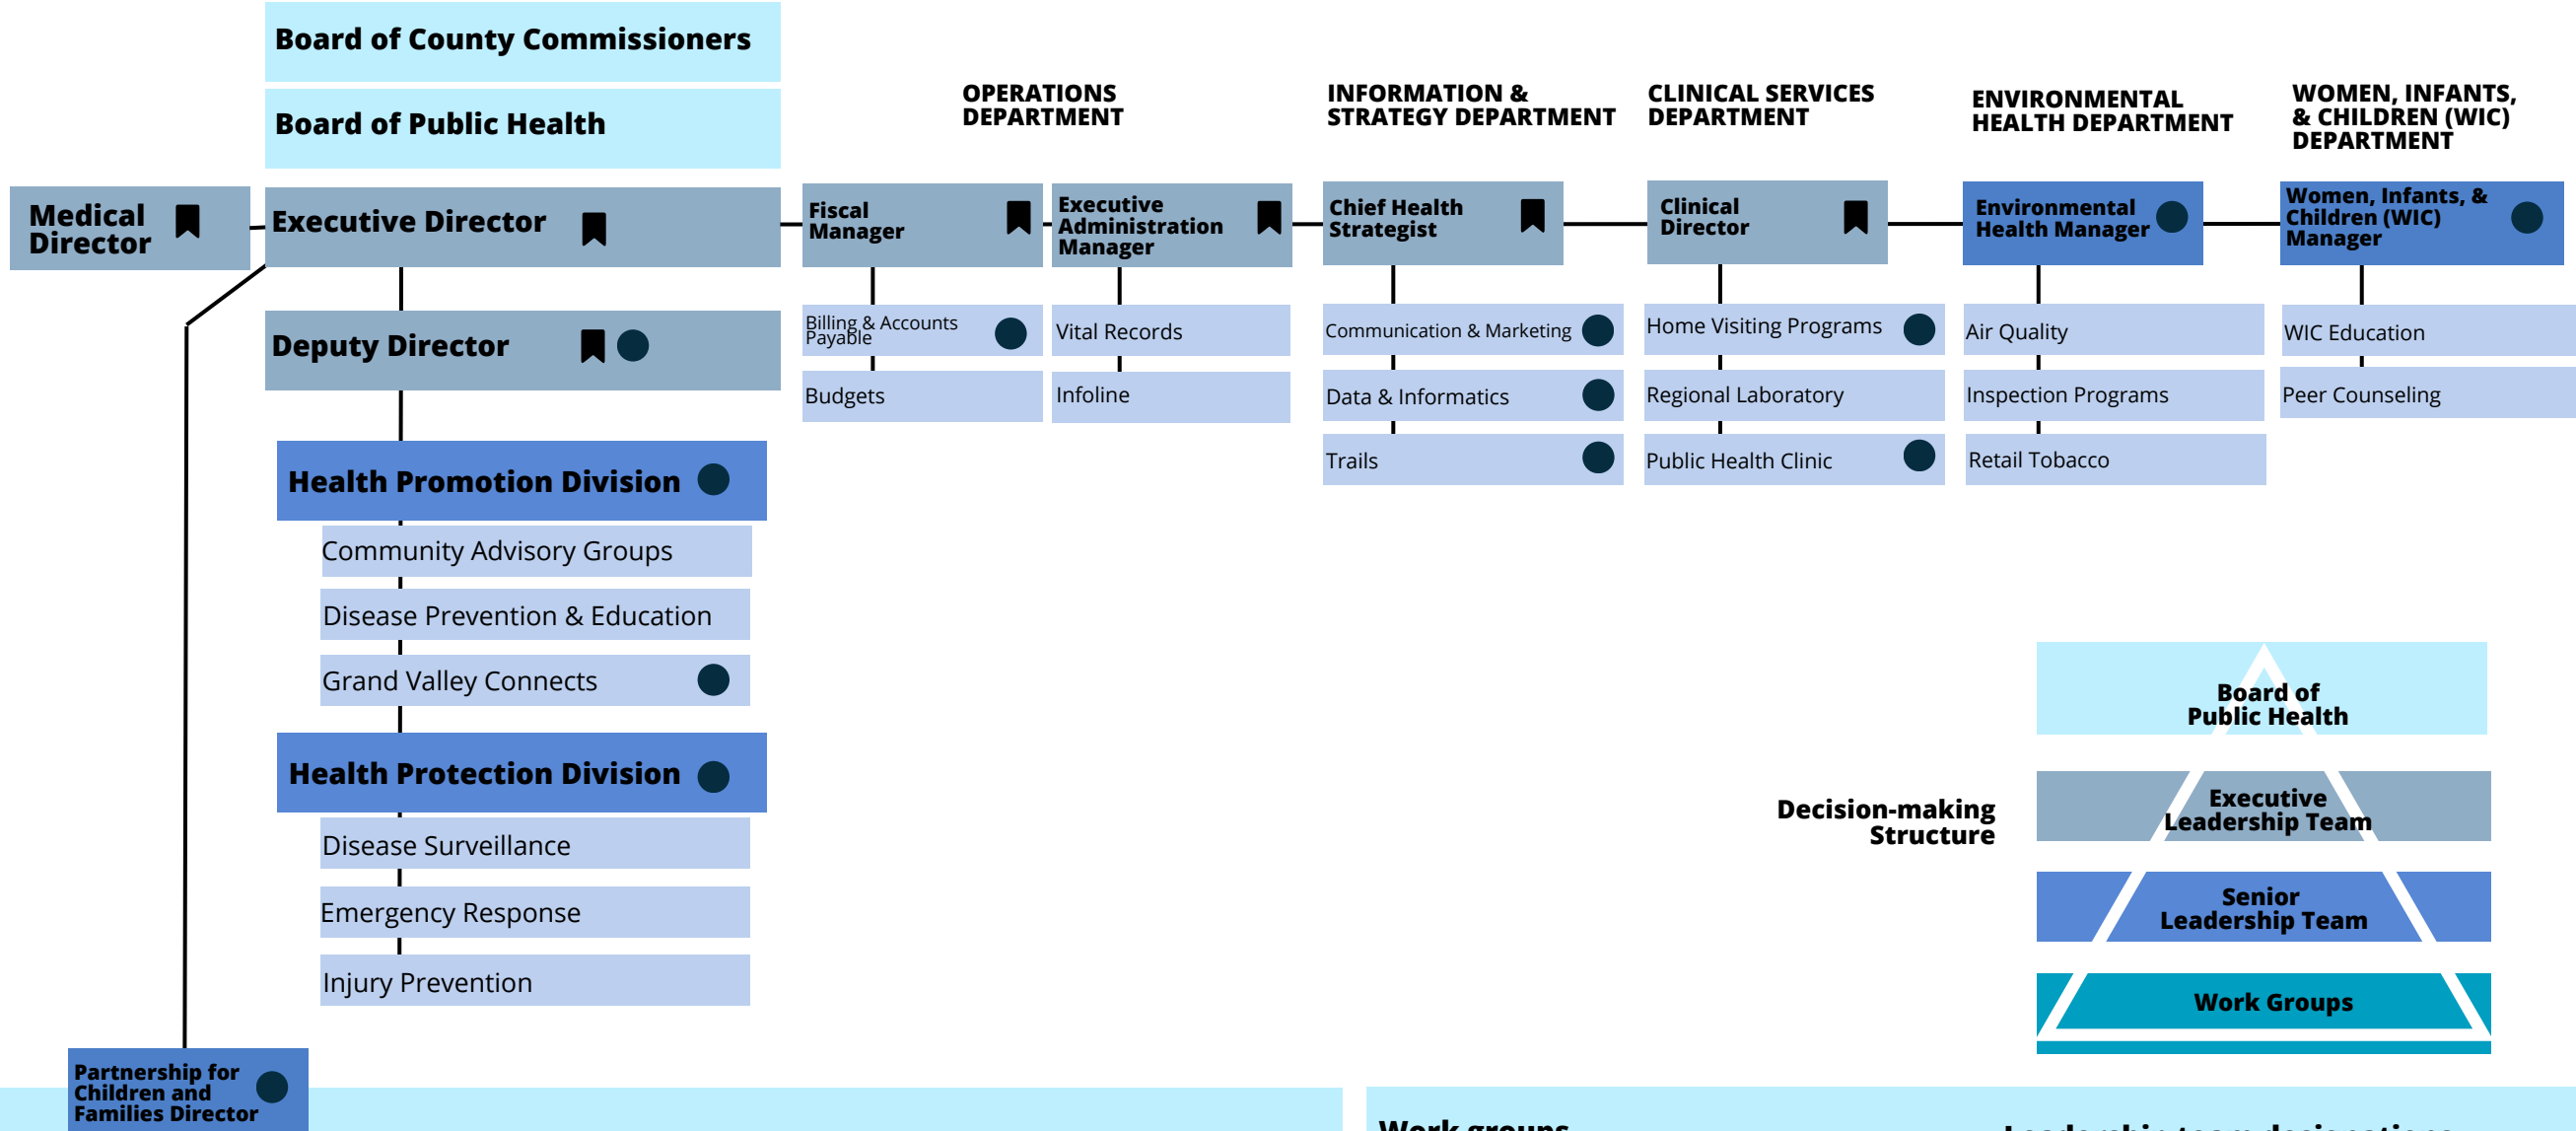 Board of County Commissioners
Board of Public Health
OPERATIONS
DEPARTMENT
INFORMATION &
STRATEGY DEPARTMENT
CLINICAL SERVICES
DEPARTMENT
ENVIRONMENTAL
HEALTH DEPARTMENT
WOMEN, INFANTS,
& CHILDREN (WIC)
DEPARTMENT
Medical
Director
Executive Director
Fiscal
Manager
Executive
Administration
Manager
Chief Health
Strategist
Clinical
Director
Environmental
Health Manager
Women, Infants, &
Children (WIC)
Manager
Deputy Director
Billing & Accounts
Payable
Budgets
Vital Records
Infoline
Communication & Marketing
Data & Informatics
Trails
Home Visiting Programs
Regional Laboratory
Public Health Clinic
Air Quality
Inspection Programs
Retail Tobacco
WIC Education
Peer Counseling
Health Promotion Division
Community Advisory Groups
Disease Prevention & Education
Grand Valley Connects
Health Protection Division
Disease Surveillance
Emergency Response
Injury Prevention
Decision-making
Structure
Board of
Public Health
Executive
Leadership Team
Senior
Leadership Team
Work Groups
Partnership for
Children and
Families Director
Work groups
Leadership team designations